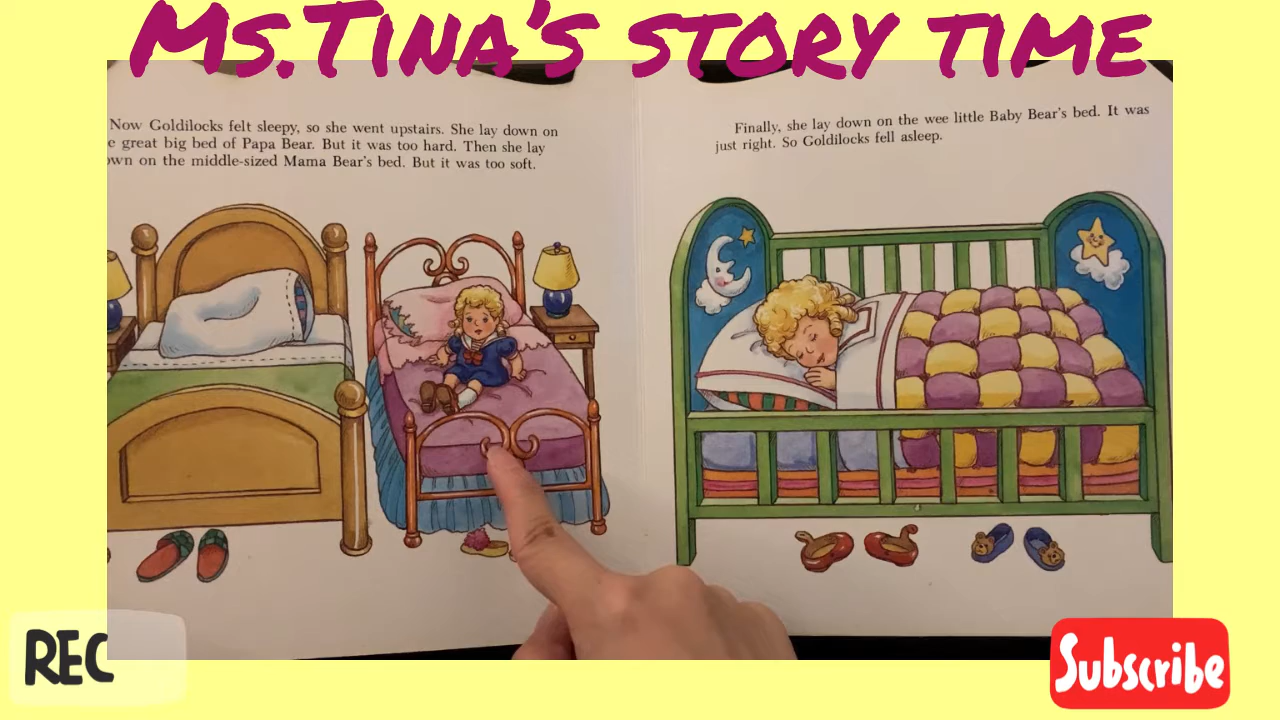 Ms.Tina's story time
Now Goldilocks felt sleepy, so she went upstairs. She lay down on
great big bed of Papa Bear. But it was too hard. Then she lay
on the middle-sized Mama Bear's bed. But it was too soft.
Finally, she lay down on the wee little Baby Bear's bed. It was
just right. So Goldilocks fell asleep.
REC
Subscribe